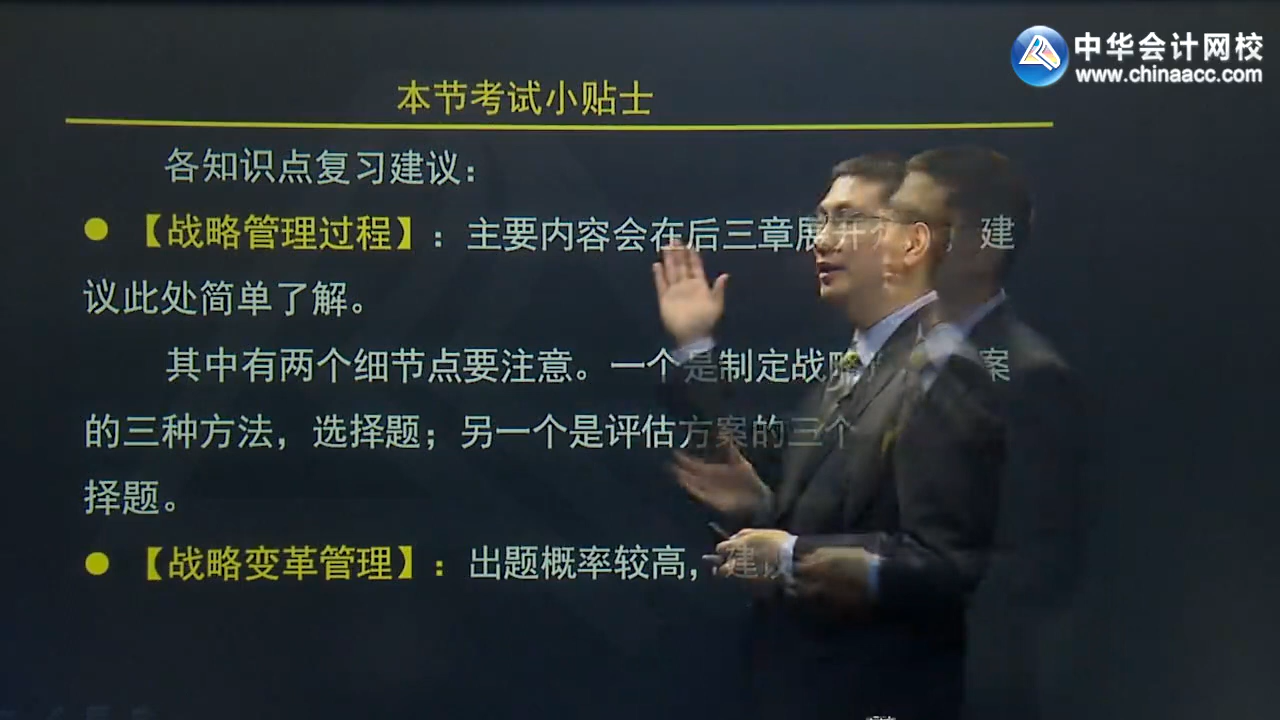 中华会计网校
www.chinaacc.com
本节考试小贴士
各知识点复习建议：
●【战略管理过程】：主要内容会在后三章展开 建
议此处简单了解。
其中有两个细节点要注意。一个是制定战略 案
的三种方法，选择题；另一个是评估方案的三个
择题。
●【战略变革管理】：出题概率较高，建议